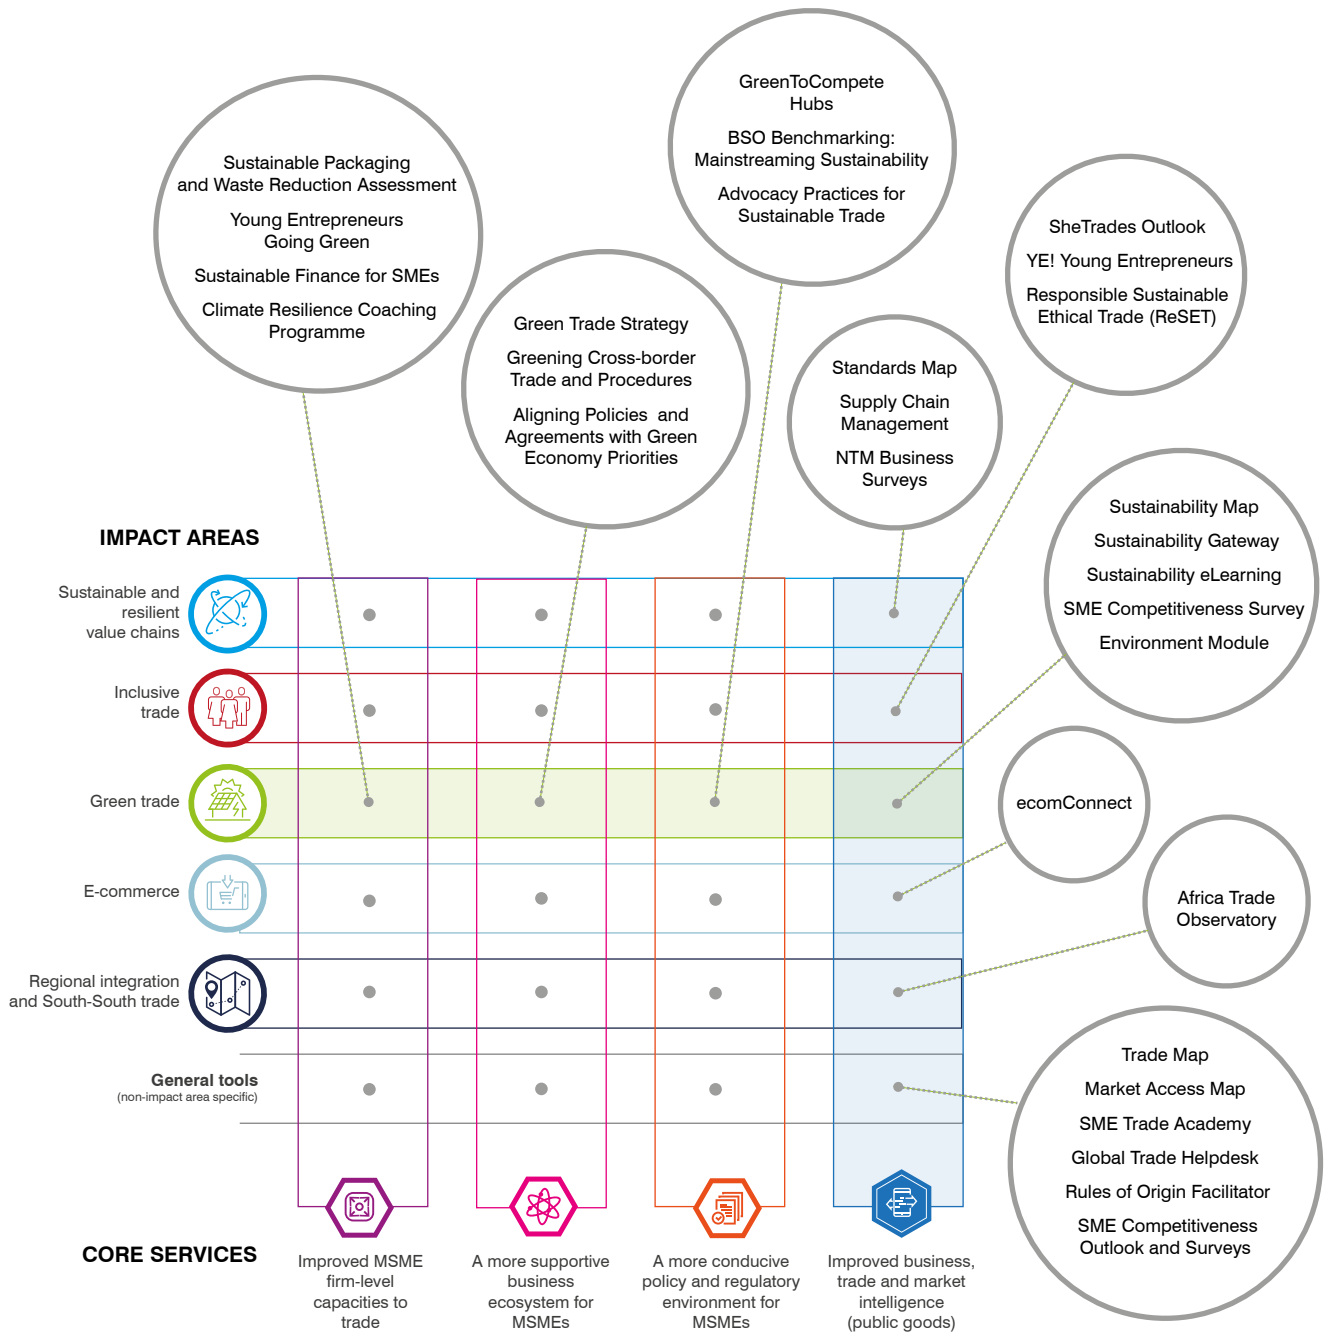 GreenToCompete
Hubs
BSO Benchmarking:
Mainstreaming Sustainability
Advocacy Practices for
Sustainable Trade
Sustainable Packaging
and Waste Reduction Assessment
Young Entrepreneurs
Going Green
Sustainable Finance for SMEs
Climate Resilience Coaching
Programme
SheTrades Outlook
YE! Young Entrepreneurs
Responsible Sustainable
Ethical Trade (ReSET)
Green Trade Strategy
Greening Cross-border
Trade and Procedures
Aligning Policies and
Agreements with Green
Economy Priorities
Standards Map
Supply Chain
Management
NTM Business
Surveys
Sustainability Map
Sustainability Gateway
Sustainability eLearning
SME Competitiveness Survey
Environment Module
IMPACT AREAS
Sustainable and
resilient
value chains
Inclusive
trade
Green trade
E-commerce
Regional integration
and South-South trade
General tools
(non-impact area specific)
ecomConnect
Africa Trade
Observatory
Trade Map
Market Access Map
SME Trade Academy
Global Trade Helpdesk
Rules of Origin Facilitator
SME Competitiveness
Outlook and Surveys
CORE SERVICES
Improved MSME
firm-level
capacities to
trade
A more supportive
business
ecosystem for
MSMEs
A more conducive
policy and regulatory
environment for
MSMEs
Improved business,
trade and market
intelligence
(public goods)